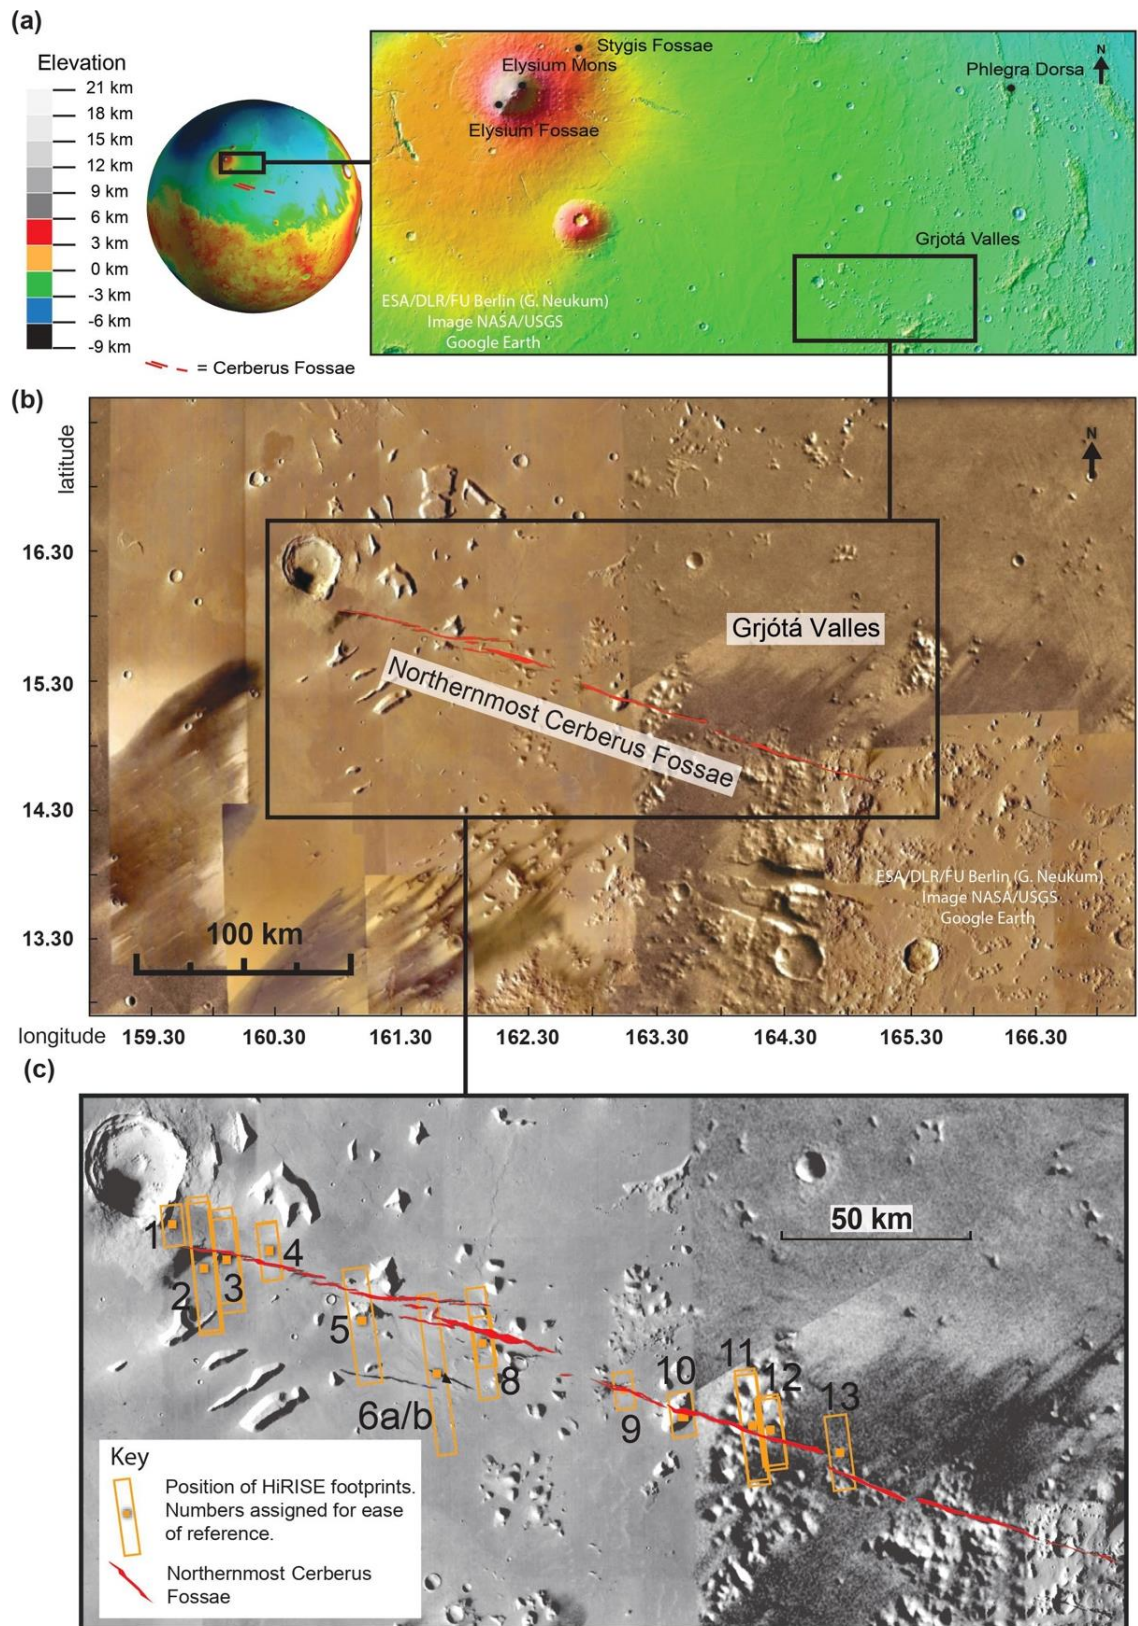 (a)
Elevation
21 km
18 km
15 km
12 km
9 km
6 km
3 km
0 km
-3 km
-6 km
-9 km
= Cerberus Fossae
Stygis Fossae
Elysium Mons
Elysium Fossae
Phlegra Dorsa
N
Grjotá Valles
ESA/DLR/FU Berlin (G. Neukum)
Image NASA/USGS
Google Earth
(b)
latitude
16.30
15.30
14.30
13.30
N
Grjótá Valles
Northernmost Cerberus Fossae
ESA/DLR/FU Berlin (G. Neukum)
Image NASA/USGS
Google Earth
100 km
longitude
159.30
160.30
161.30
162.30
163.30
164.30
165.30
166.30
(c)
50 km
1
2
3
4
5
6a/b
8
9
10
11
12
13
Key
Position of HiRISE footprints.
Numbers assigned for ease
of reference.
Northernmost Cerberus
Fossae